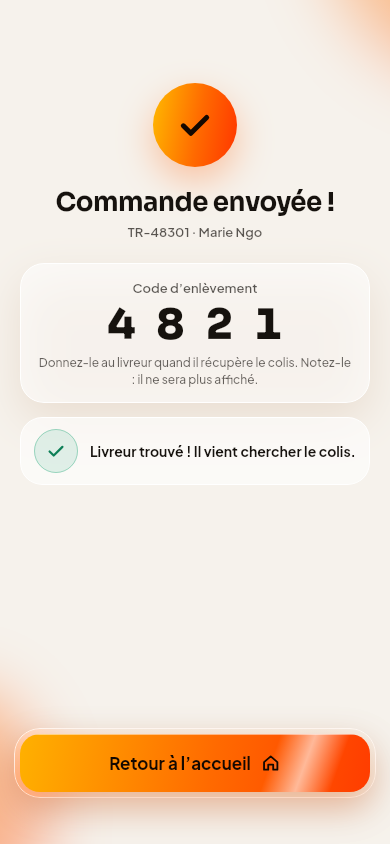 Commande envoyée !
TR-48301 · Marie Ngo
Code d’enlèvement
4 8 2 1
Donnez-le au livreur quand il récupère le colis. Notez-le
: il ne sera plus affiché.
Livreur trouvé ! Il vient chercher le colis.
Retour à l’accueil